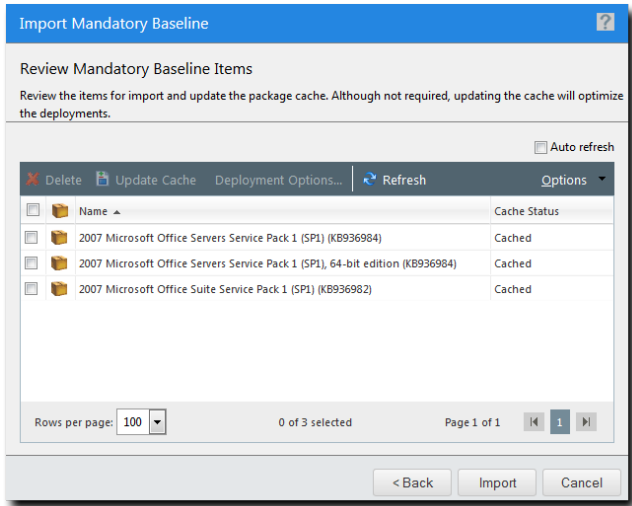 Import Mandatory Baseline
?
Review Mandatory Baseline Items
Review the items for import and update the package cache. Although not required, updating the cache will optimize
the deployments.
Auto refresh
Delete Update Cache Deployment Options... Refresh Options
Name Cache Status
2007 Microsoft Office Servers Service Pack 1 (SP1) (KB936984) Cached
2007 Microsoft Office Servers Service Pack 1 (SP1), 64-bit edition (KB936984) Cached
2007 Microsoft Office Suite Service Pack 1 (SP1) (KB936982) Cached
Rows per page: 100 0 of 3 selected Page 1 of 1 1
< Back Import Cancel